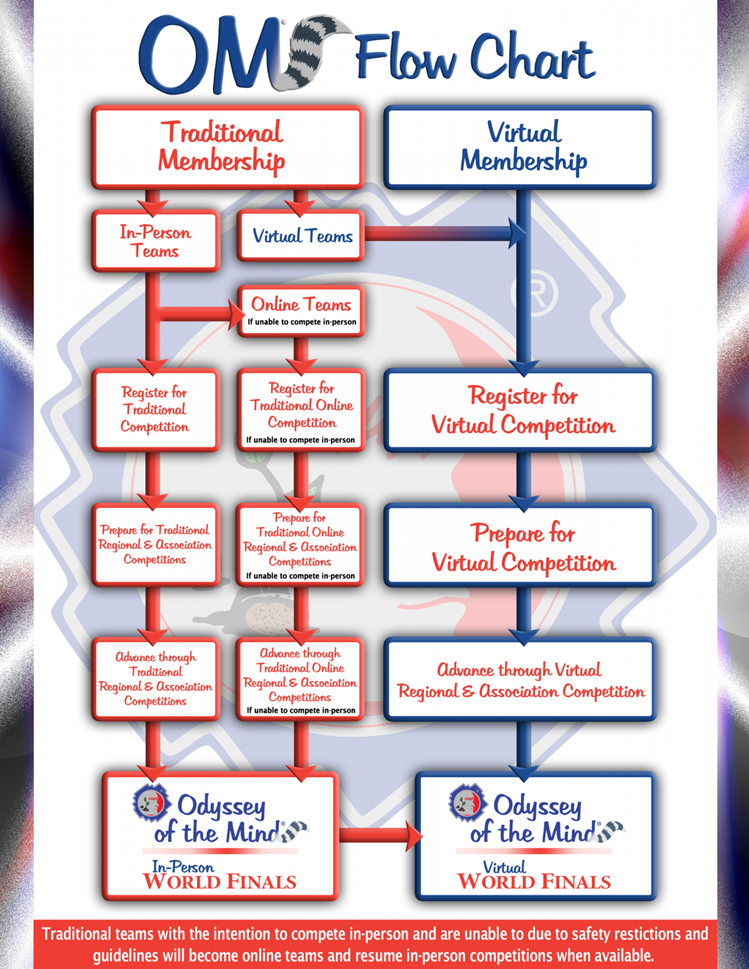 OM Flow Chart
Traditional
Membership
Virtual
Membership
In-Person
Teams
Virtual Teams
Online Teams
If unable to compete in-person
®
Register for
Traditional
Competition
Register for
Traditional Online
Competition
If unable to compete in-person
Register for
Virtual Competition
Prepare for Traditional
Regional & Association
Competitions
Prepare for
Traditional Online
Regional & Association
Competitions
If unable to compete in-person
Prepare for
Virtual Competition
Advance through
Traditional
Regional & Association
Competitions
Advance through
Traditional Online
Regional & Association
Competitions
If unable to compete in-person
Advance through Virtual
Regional & Association Competition
Odyssey
of the Mind
In-Person
WORLD FINALS
Odyssey
of the Mind
Virtual
WORLD FINALS
Traditional teams with the intention to compete in-person and are unable to due to safety restictions and
guidelines will become online teams and resume in-person competitions when available.